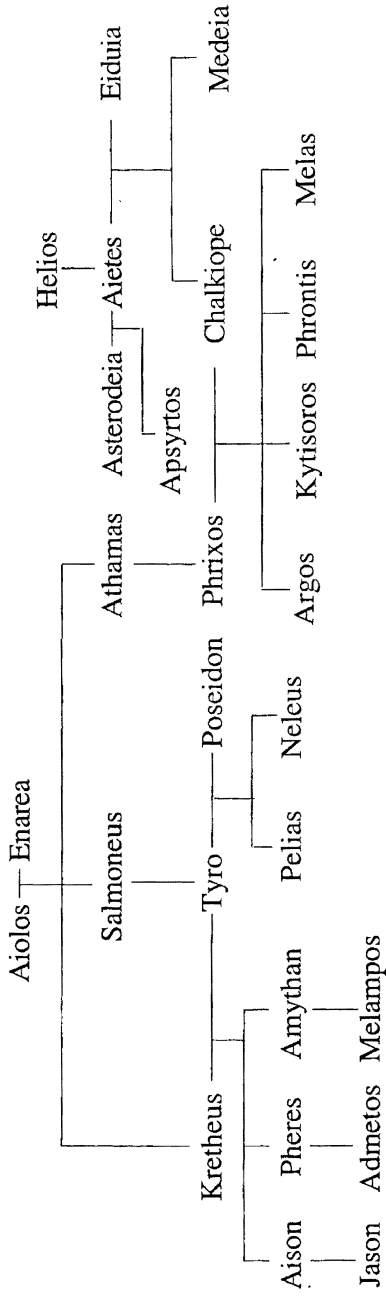 Aiolos Enarea
Helios
Salmoneus Athamas Asterodeia Aietes Eiduia
Apsyrtos
Kretheus Tyro Poseidon Phrixos Chalkiope Medeia
Aison Pheres Amythan Pelias Neleus Argos Kytisoros Phrontis Melas
Jason Admetos Melampos